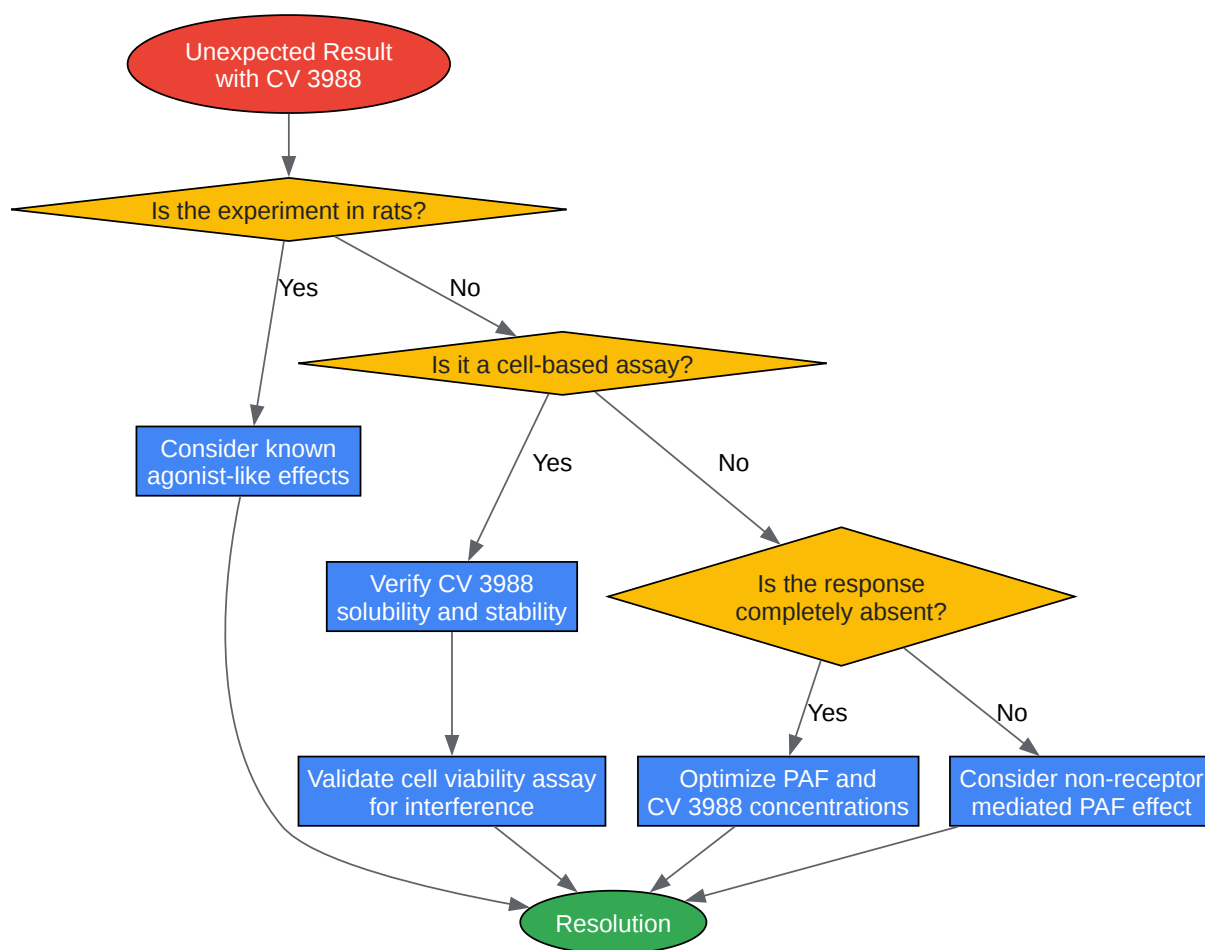 Unexpected Result
with CV 3988
Is the experiment in rats?
Yes
No
Is it a cell-based assay?
Consider known
agonist-like effects
Yes
No
Verify CV 3988
solubility and stability
Is the response
completely absent?
Yes
No
Validate cell viability assay
for interference
Optimize PAF and
CV 3988 concentrations
Consider non-receptor
mediated PAF effect
Resolution